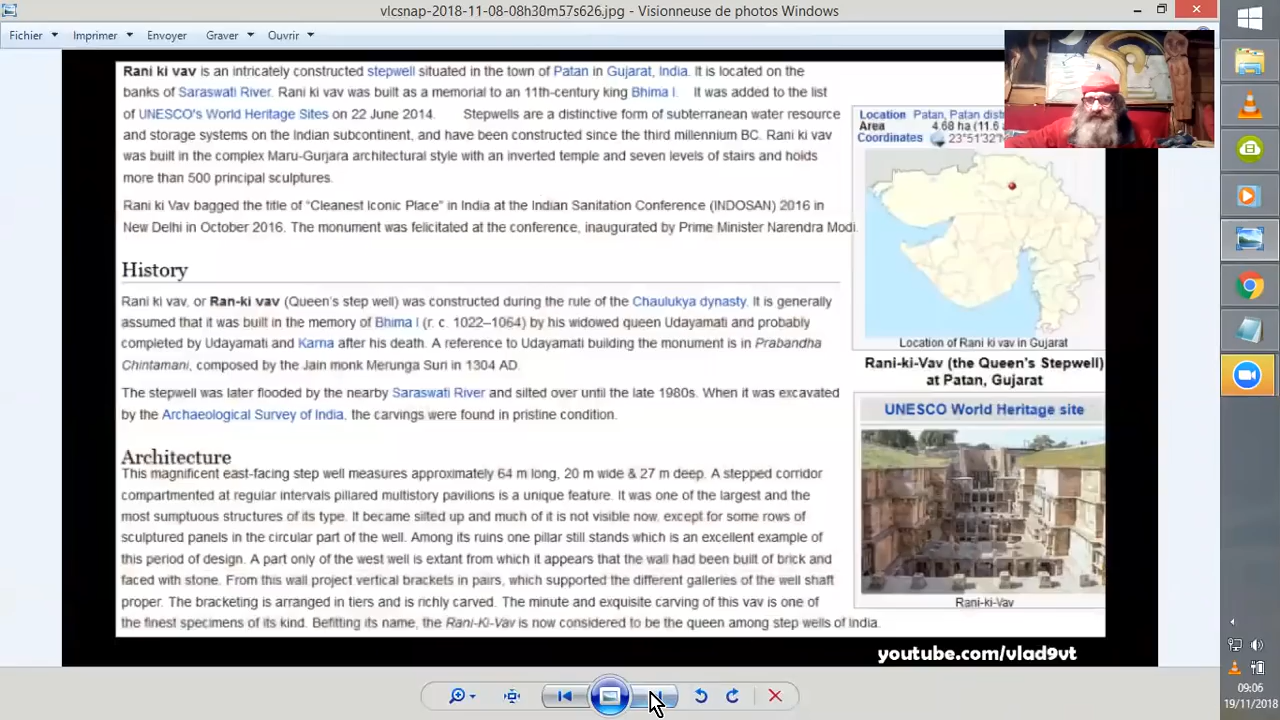 vlcsnap-2018-11-08-08h30m57s626.jpg - Visionneuse de photos Windows
Fichier Imprimer Envoyer Graver Ouvrir
Rani ki vav is an intricately constructed stepwell situated in the town of Patan in Gujarat, India. It is located on the
banks of Saraswati River. Rani ki vav was built as a memorial to an 11th-century king Bhima I. It was added to the list
of UNESCO's World Heritage Sites on 22 June 2014. Stepwells are a distinctive form of subterranean water resource
and storage systems on the Indian subcontinent, and have been constructed since the third millennium BC. Rani ki vav
was built in the complex Maru-Gurjara architectural style with an inverted temple and seven levels of stairs and holds
more than 500 principal sculptures.
Rani ki Vav bagged the title of "Cleanest Iconic Place" in India at the Indian Sanitation Conference (INDOSAN) 2016 in
New Delhi in October 2016. The monument was felicitated at the conference, inaugurated by Prime Minister Narendra Modi.
History
Rani ki vav, or Ran-ki vav (Queen's step well) was constructed during the rule of the Chaulukya dynasty. It is generally
assumed that it was built in the memory of Bhima I (r. c. 1022–1064) by his widowed queen Udayamati and probably
completed by Udayamati and Karna after his death. A reference to Udayamati building the monument is in Prabandha
Chintamani, composed by the Jain monk Merunga Suri in 1304 AD.
The stepwell was later flooded by the nearby Saraswati River and silted over until the late 1980s. When it was excavated
by the Archaeological Survey of India, the carvings were found in pristine condition.
Architecture
This magnificent east-facing step well measures approximately 64 m long, 20 m wide & 27 m deep. A stepped corridor
compartmented at regular intervals pillared multistory pavilions is a unique feature. It was one of the largest and the
most sumptuous structures of its type. It became silted up and much of it is not visible now, except for some rows of
sculptured panels in the circular part of the well. Among its ruins one pillar still stands which is an excellent example of
this period of design. A part only of the west well is extant from which it appears that the wall had been built of brick and
faced with stone. From this wall project vertical brackets in pairs, which supported the different galleries of the well shaft
proper. The bracketing is arranged in tiers and is richly carved. The minute and exquisite carving of this vav is one of
the finest specimens of its kind. Befitting its name, the Rani-Ki-Vav is now considered to be the queen among step wells of India.
Location Patan, Patan dist
Area 4.68 ha (11.6
Coordinates 23°51'32"N
Location of Rani ki vav in Gujarat
Rani-ki-Vav (the Queen's Stepwell)
at Patan, Gujarat
UNESCO World Heritage site
Rani-ki-Vav
youtube.com/vlad9vt
09:06
19/11/2018